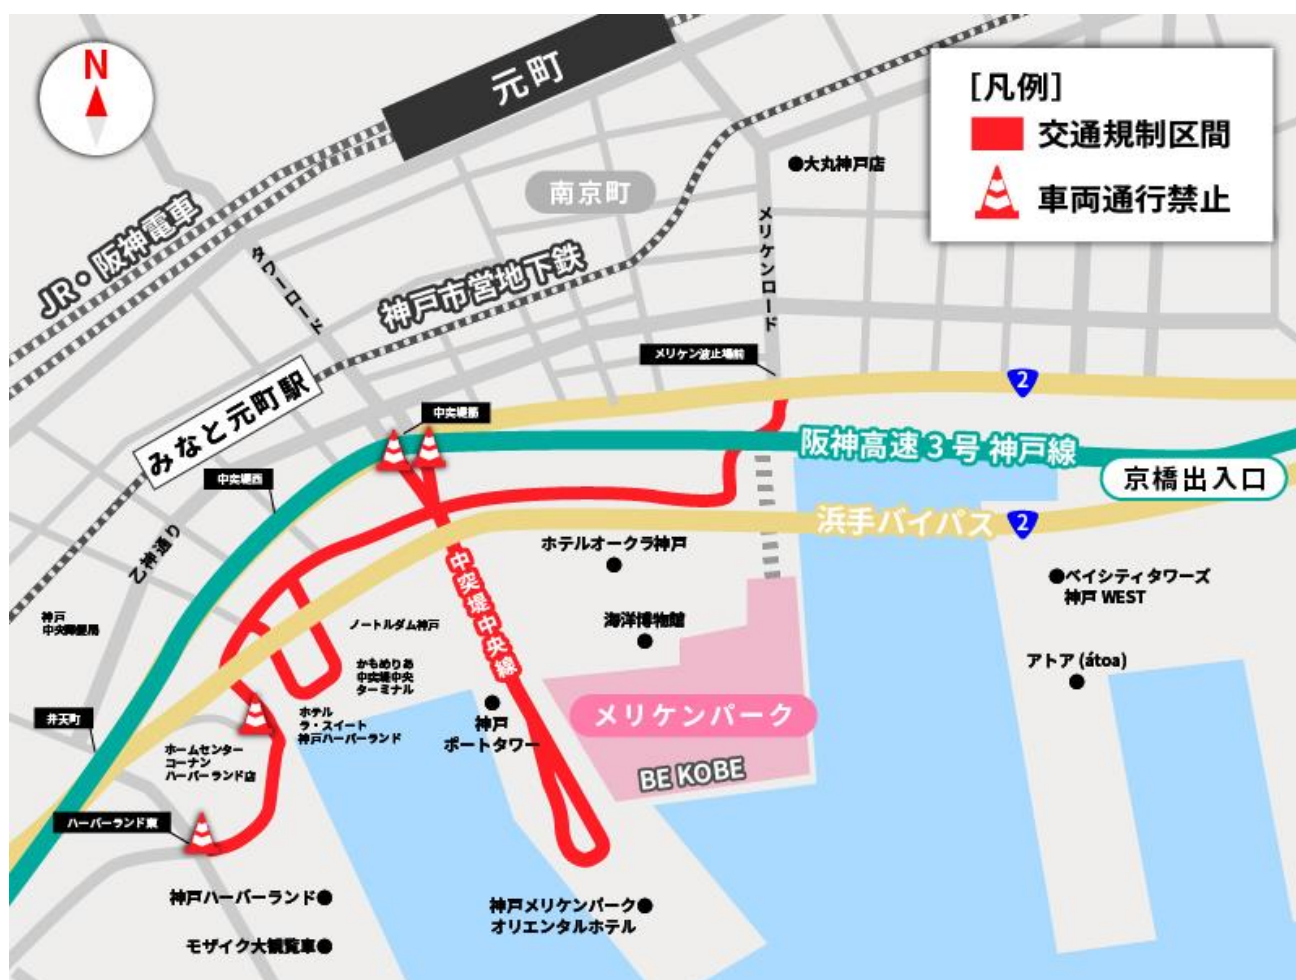 N
元町
[凡例]
交通規制区間
車両通行禁止
大丸神戸店
南京町
メリケンロード
JR・阪神電車
タワーロード
神戸市営地下鉄
メリケン波止場前
2
みなと元町駅
中突堤筋
阪神高速3号 神戸線
中突堤西
京橋出入口
浜手バイパス
2
乙仲通り
ホテルオークラ神戸
中突堤中央線
ベイシティタワーズ
神戸 WEST
神戸
中央郵便局
ノートルダム神戸
海洋博物館
かもめりあ
中突堤中央
ターミナル
アトア (átoa)
弁天町
ホテル
ラ・スイート
神戸ハーバーランド
神戸
ポートタワー
メリケンパーク
ホームセンター
コーナン
ハーバーランド店
BE KOBE
ハーバーランド東
神戸ハーバーランド
神戸メリケンパーク
オリエンタルホテル
モザイク大観覧車